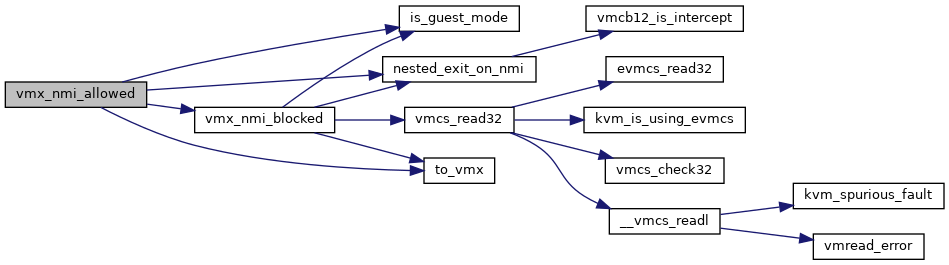 is_guest_mode
vmcb12_is_intercept
nested_exit_on_nmi
evmcs_read32
vmx_nmi_allowed
vmx_nmi_blocked
vmcs_read32
kvm_is_using_evmcs
to_vmx
vmcs_check32
kvm_spurious_fault
__vmcs_readl
vmread_error